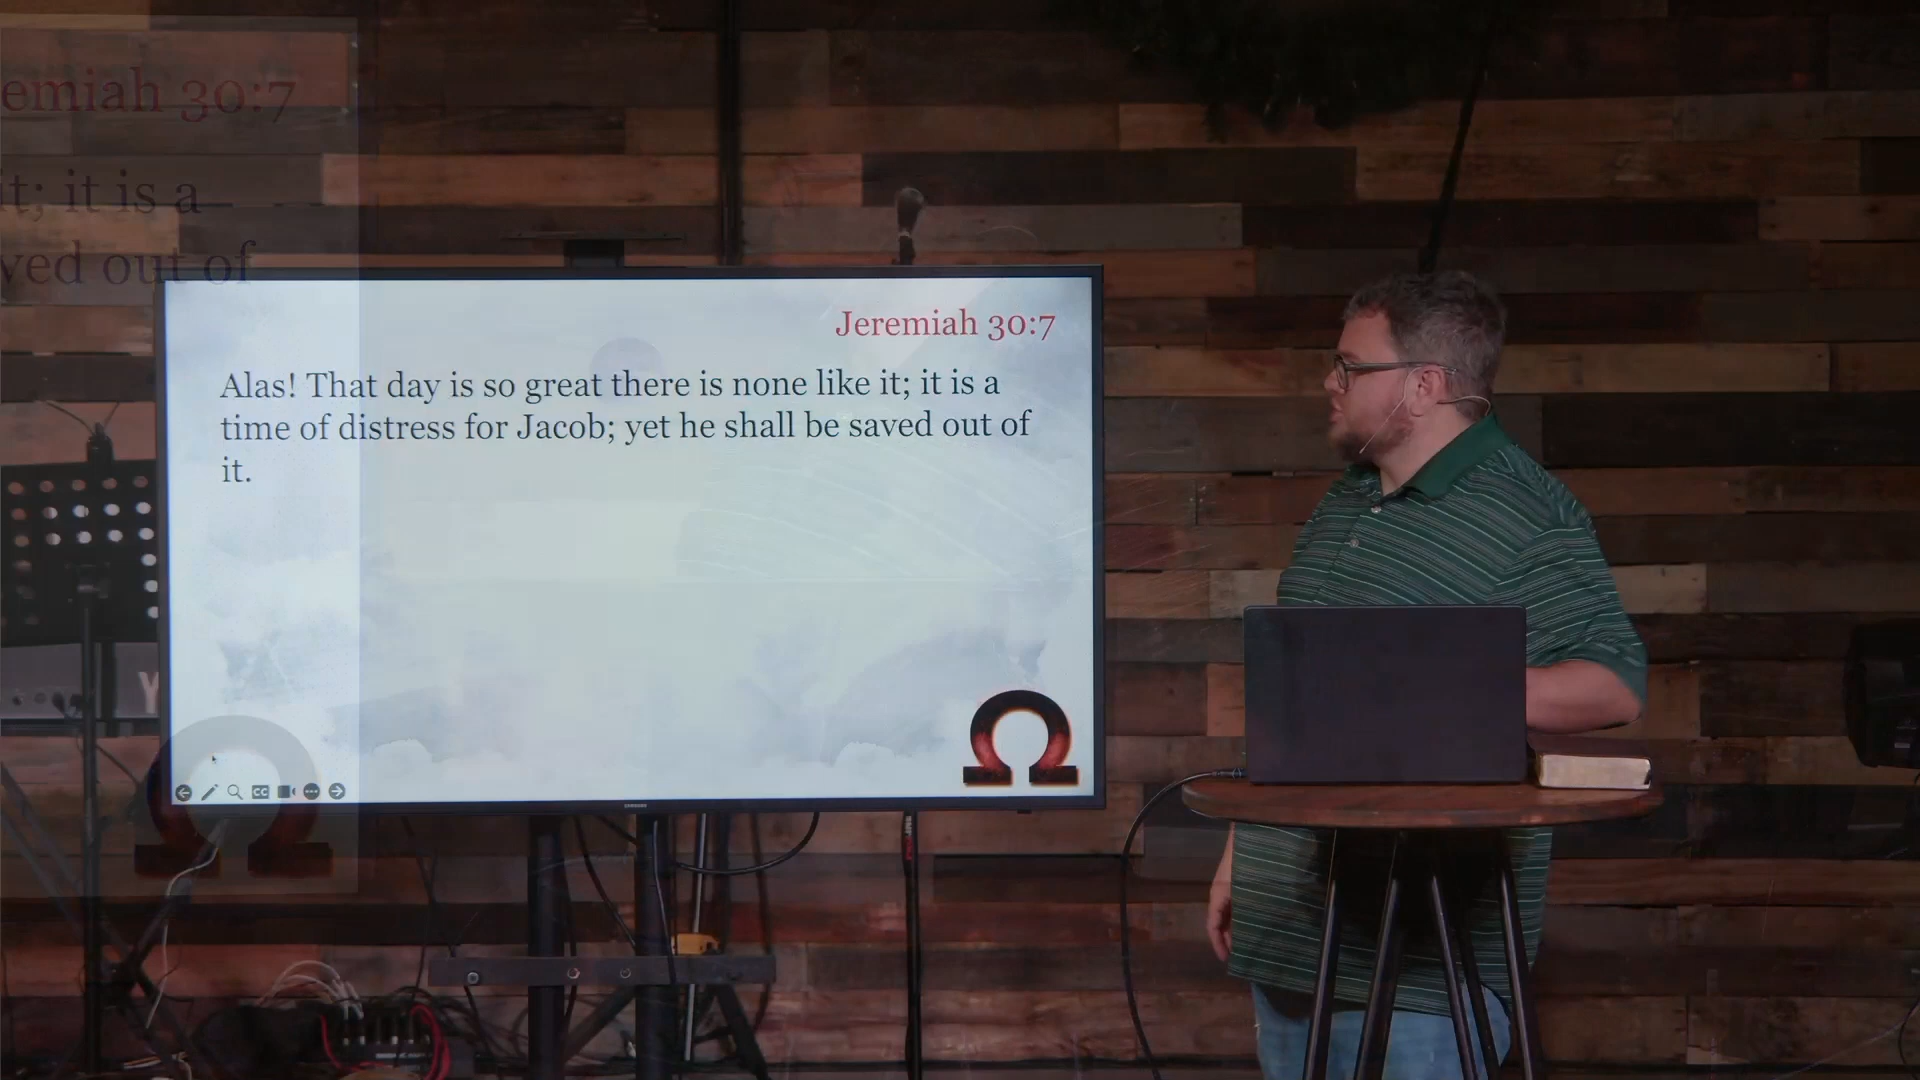 emiah 30:7
it; it is a
ved out of
Jeremiah 30:7
Alas! That day is so great there is none like it; it is a
time of distress for Jacob; yet he shall be saved out of
it.
Ω
CC
Y
Ω
SAMSUNG